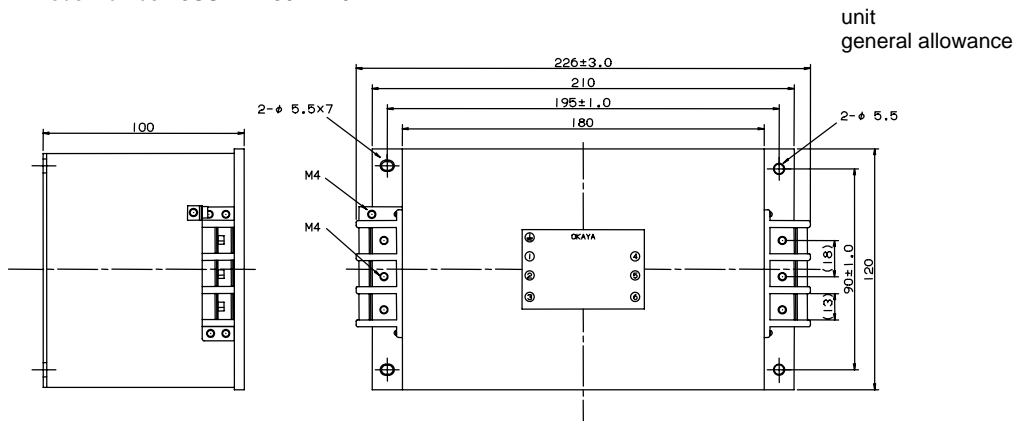 unit
general allowance
226±3.0
210
195±1.0
180
2-φ 5.5×7
2-φ 5.5
100
M4
M4
OKAYA
①
②
③
④
⑤
⑥
(18)
(13)
90±1.0
120